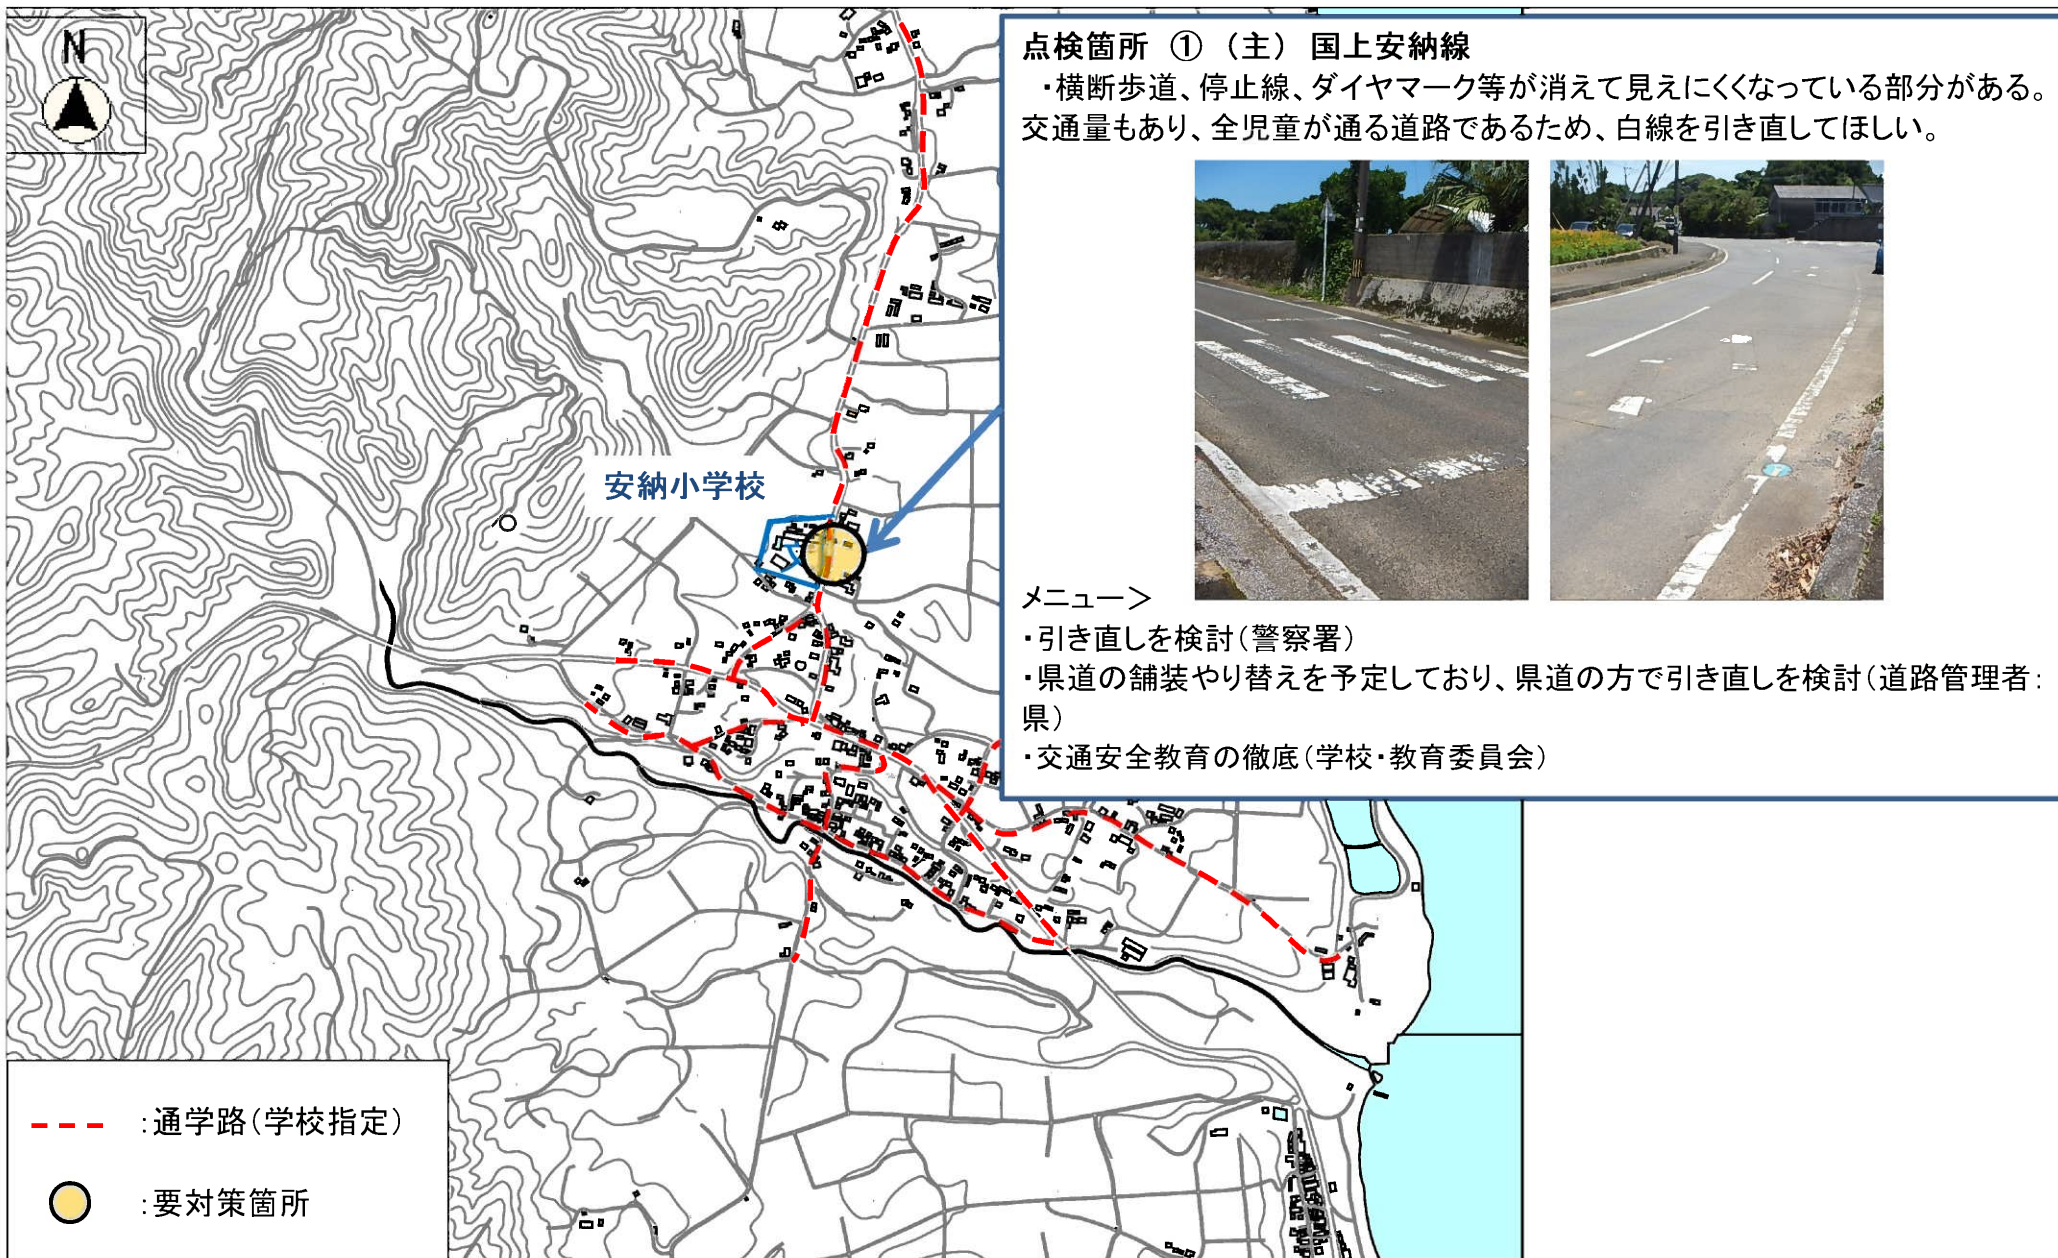 N
点検箇所 ① （主） 国上安納線
・横断歩道、停止線、ダイヤマーク等が消えて見えにくくなっている部分がある。
交通量もあり、全児童が通る道路であるため、白線を引き直してほしい。
安納小学校
メニュー＞
・引き直しを検討（警察署）
・県道の舗装やり替えを予定しており、県道の方で引き直しを検討（道路管理者：
県）
・交通安全教育の徹底（学校・教育委員会）
：通学路（学校指定）
：要対策箇所